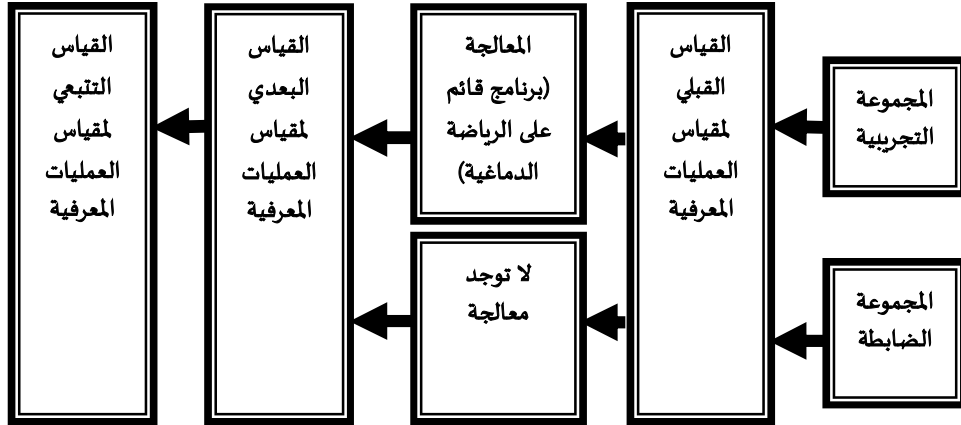 المجموعة
التجريبية
المجموعة
الضابطة
القياس
القبلي
لمقياس
العمليات
المعرفية
المعالجة
(برنامج قائم
على الرياضة
الدماغية)
لا توجد
معالجة
القياس
البعدي
لمقياس
العمليات
المعرفية
القياس
التتبعي
لمقياس
العمليات
المعرفية